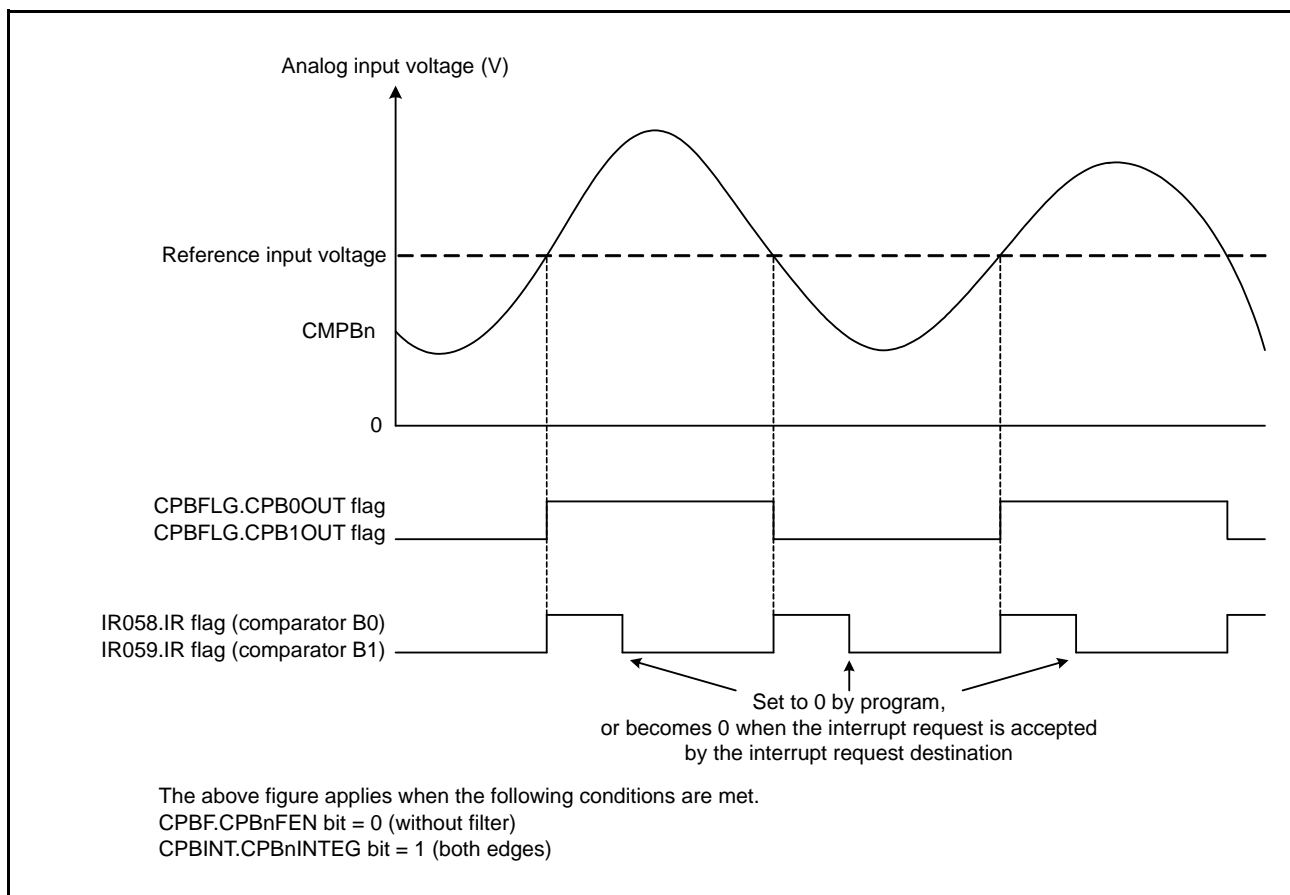 Analog input voltage (V)
Reference input voltage
CMPBn
0
CPBFLG.CPB0OUT flag
CPBFLG.CPB1OUT flag
IR058.IR flag (comparator B0)
IR059.IR flag (comparator B1)
Set to 0 by program,
or becomes 0 when the interrupt request is accepted
by the interrupt request destination
The above figure applies when the following conditions are met.
CPBF.CPBnFEN bit = 0 (without filter)
CPBINT.CPBnINTEG bit = 1 (both edges)